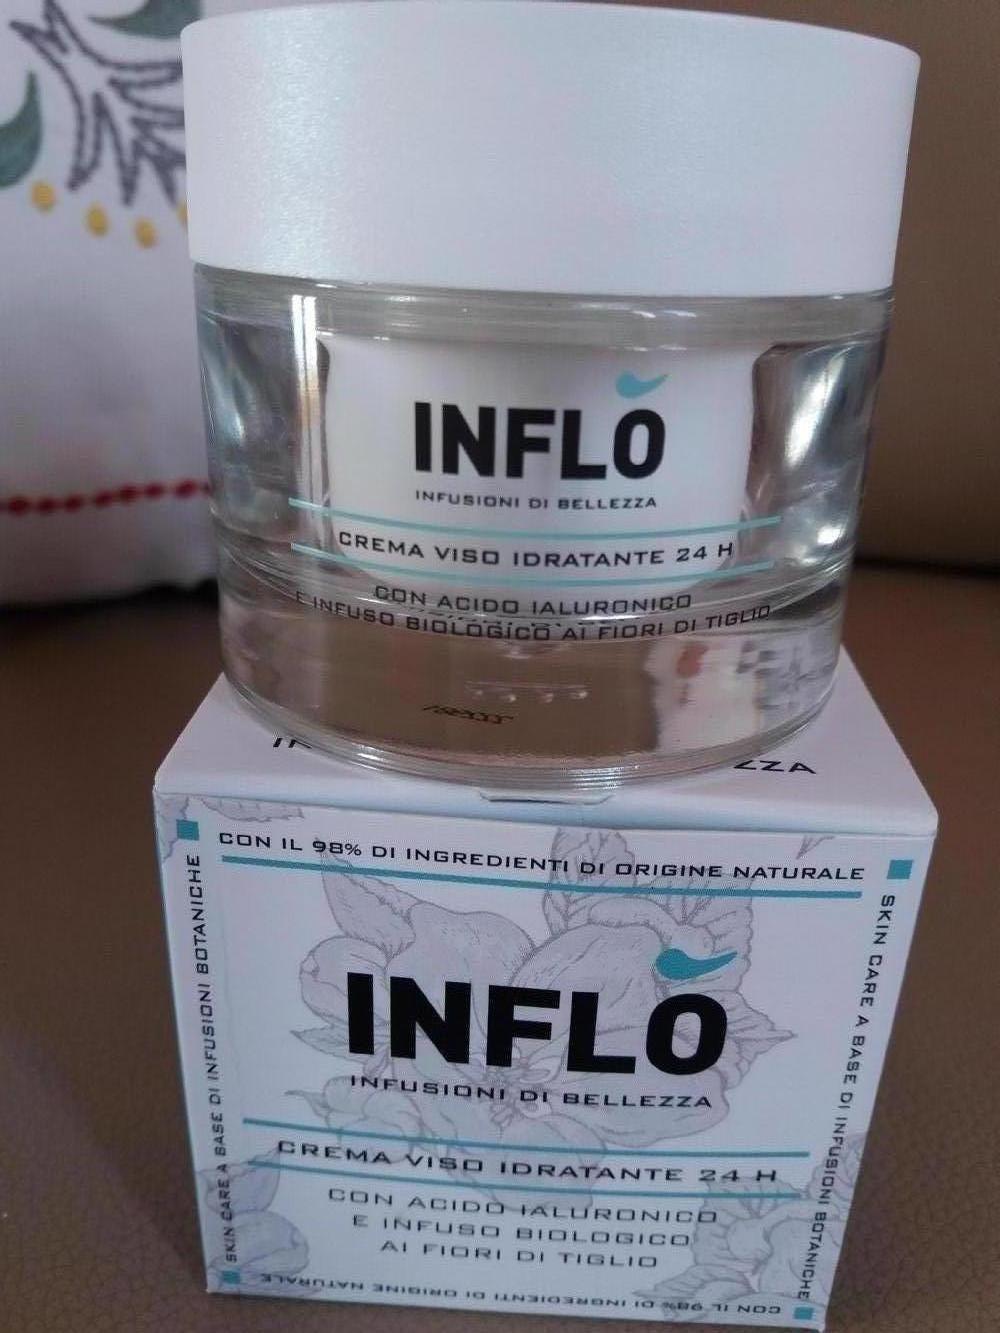 INFLÒ
INFUSIONI DI BELLEZZA
CREMA VISO IDRATANTE 24 H
CON ACIDO IALURONICO
E INFUSO BIOLOGICO AI FIORI DI TIGLIO
CON IL 98% DI INGREDIENTI DI ORIGINE NATURALE
SKIN CARE A BASE DI INFUSIONI BOTANICHE
INFLÒ
INFUSIONI DI BELLEZZA
CREMA VISO IDRATANTE 24 H
CON ACIDO IALURONICO
E INFUSO BIOLOGICO
AI FIORI DI TIGLIO
SKIN CARE A BASE DI INFUSIONI BOTANICHE
CON IL 98% DI INGREDIENTI DI ORIGINE NATURALE